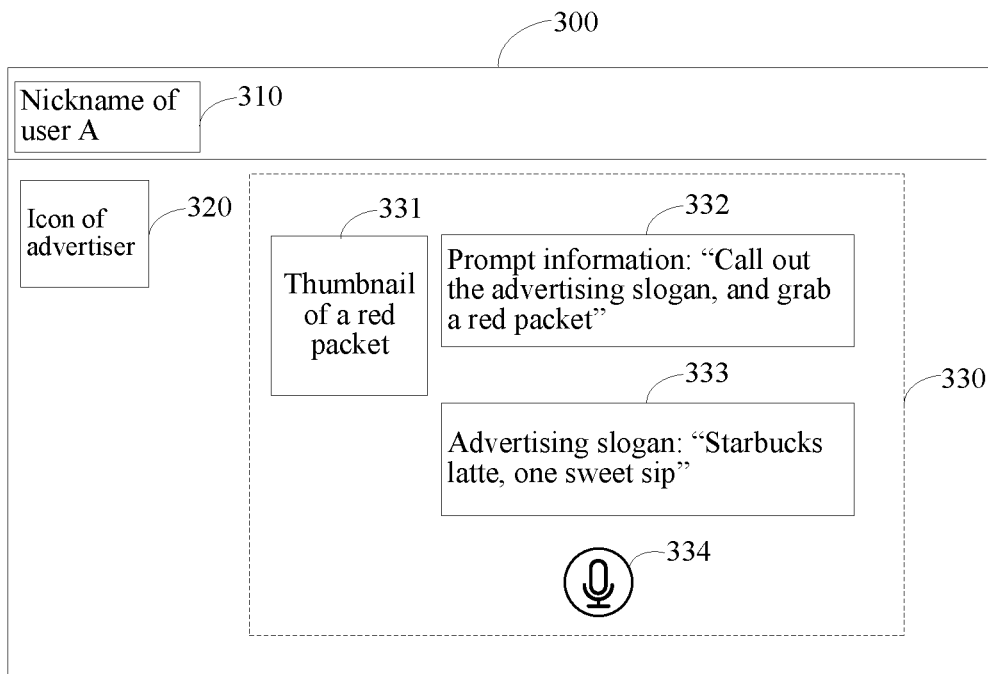 300
Nickname of
user A
310
Icon of
advertiser
320
331
Thumbnail
of a red
packet
332
Prompt information: “Call out
the advertising slogan, and grab
a red packet”
333
330
Advertising slogan: “Starbucks
latte, one sweet sip”
334